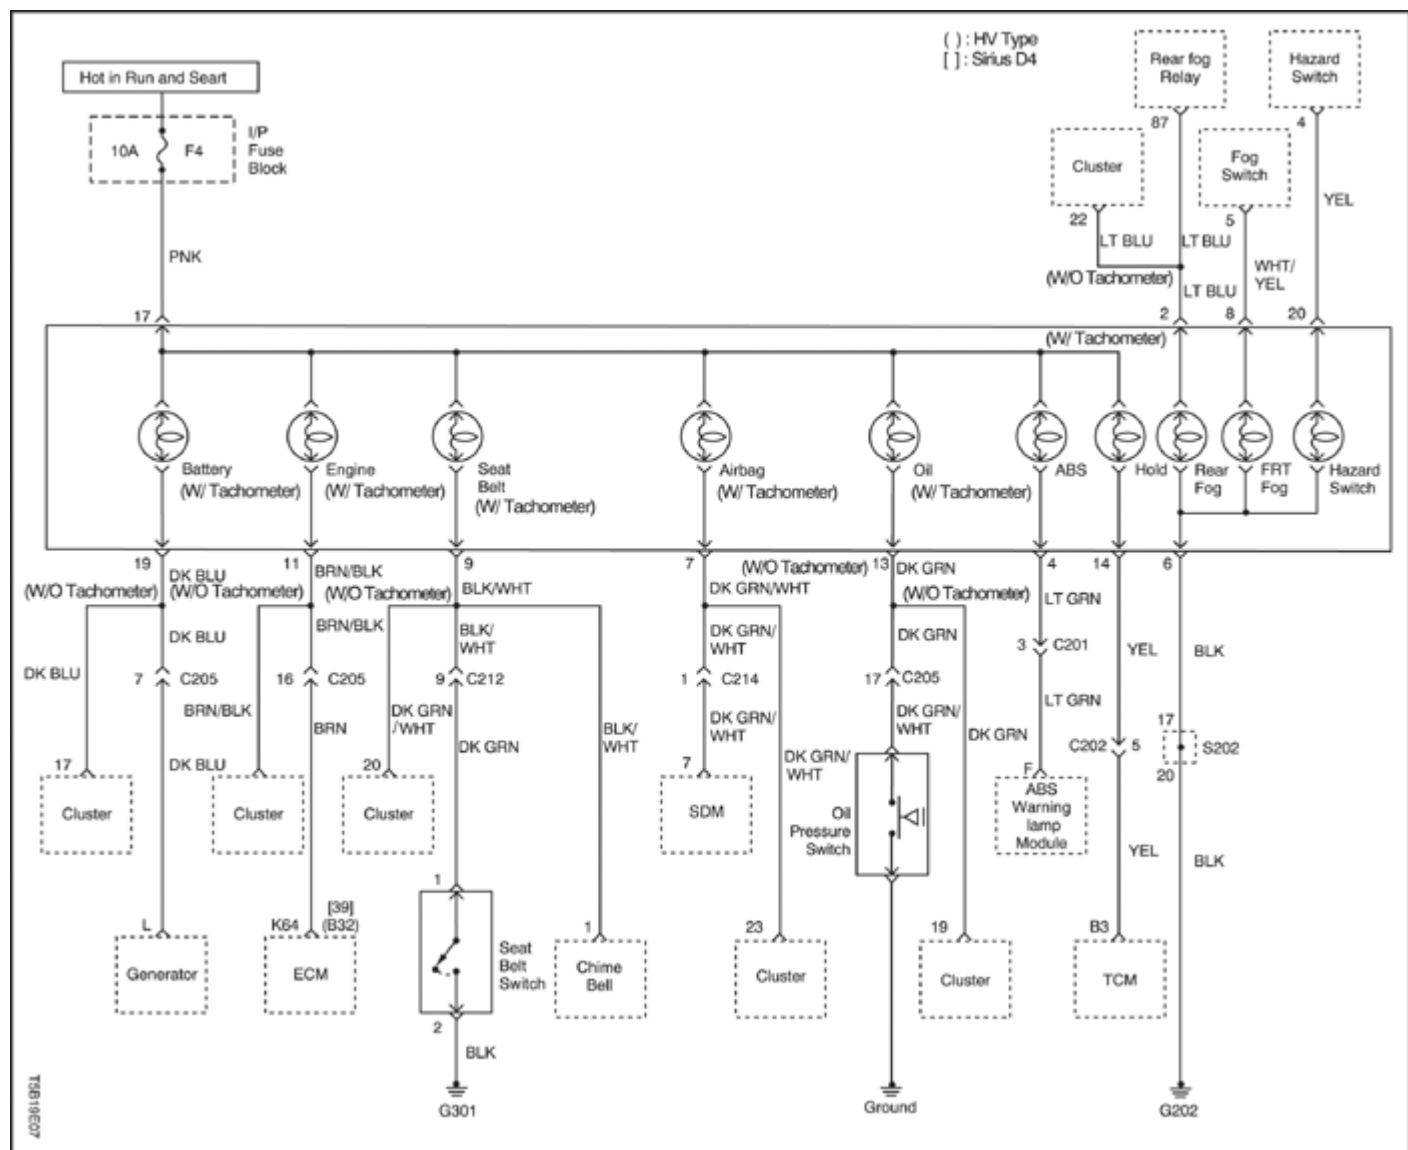 ( ) : HV Type
[ ] : Sirius D4
Rear fog
Relay
Hazard
Switch
Hot in Run and Seart
10A
F4
I/P
Fuse
Block
87
4
Cluster
Fog
Switch
22
5
YEL
LT BLU
LT BLU
PNK
WHT/
YEL
(W/O Tachometer)
LT BLU
17
2
8
20
(W/ Tachometer)
Battery
(W/ Tachometer)
Engine
(W/ Tachometer)
Seat
Belt
(W/ Tachometer)
Airbag
(W/ Tachometer)
Oil
(W/ Tachometer)
ABS
Hold
Rear
Fog
FRT
Fog
Hazard
Switch
19
11
9
7
(W/O Tachometer)
13
4
14
6
DK BLU
BRN/BLK
BLK/WHT
DK GRN/WHT
DK GRN
LT GRN
(W/O Tachometer)
(W/O Tachometer)
(W/O Tachometer)
(W/O Tachometer)
DK BLU
BRN/BLK
BLK/
WHT
DK GRN/
WHT
DK GRN
3
C201
YEL
BLK
DK BLU
7
C205
16
C205
9
C212
1
C214
17
C205
LT GRN
BRN/BLK
BRN
DK GRN
/WHT
DK GRN
BLK/
WHT
DK GRN/
WHT
DK GRN/
WHT
DK GRN
C202
5
17
S202
20
DK BLU
DK GRN/
WHT
17
20
7
F
Cluster
Cluster
Cluster
SDM
Oil
Pressure
Switch
ABS
Warning
lamp
Module
YEL
BLK
1
L
K64
[39]
(B32)
1
23
19
B3
Generator
ECM
Seat
Belt
Switch
Chime
Bell
Cluster
Cluster
TCM
2
BLK
G301
Ground
G202
T5B19E07